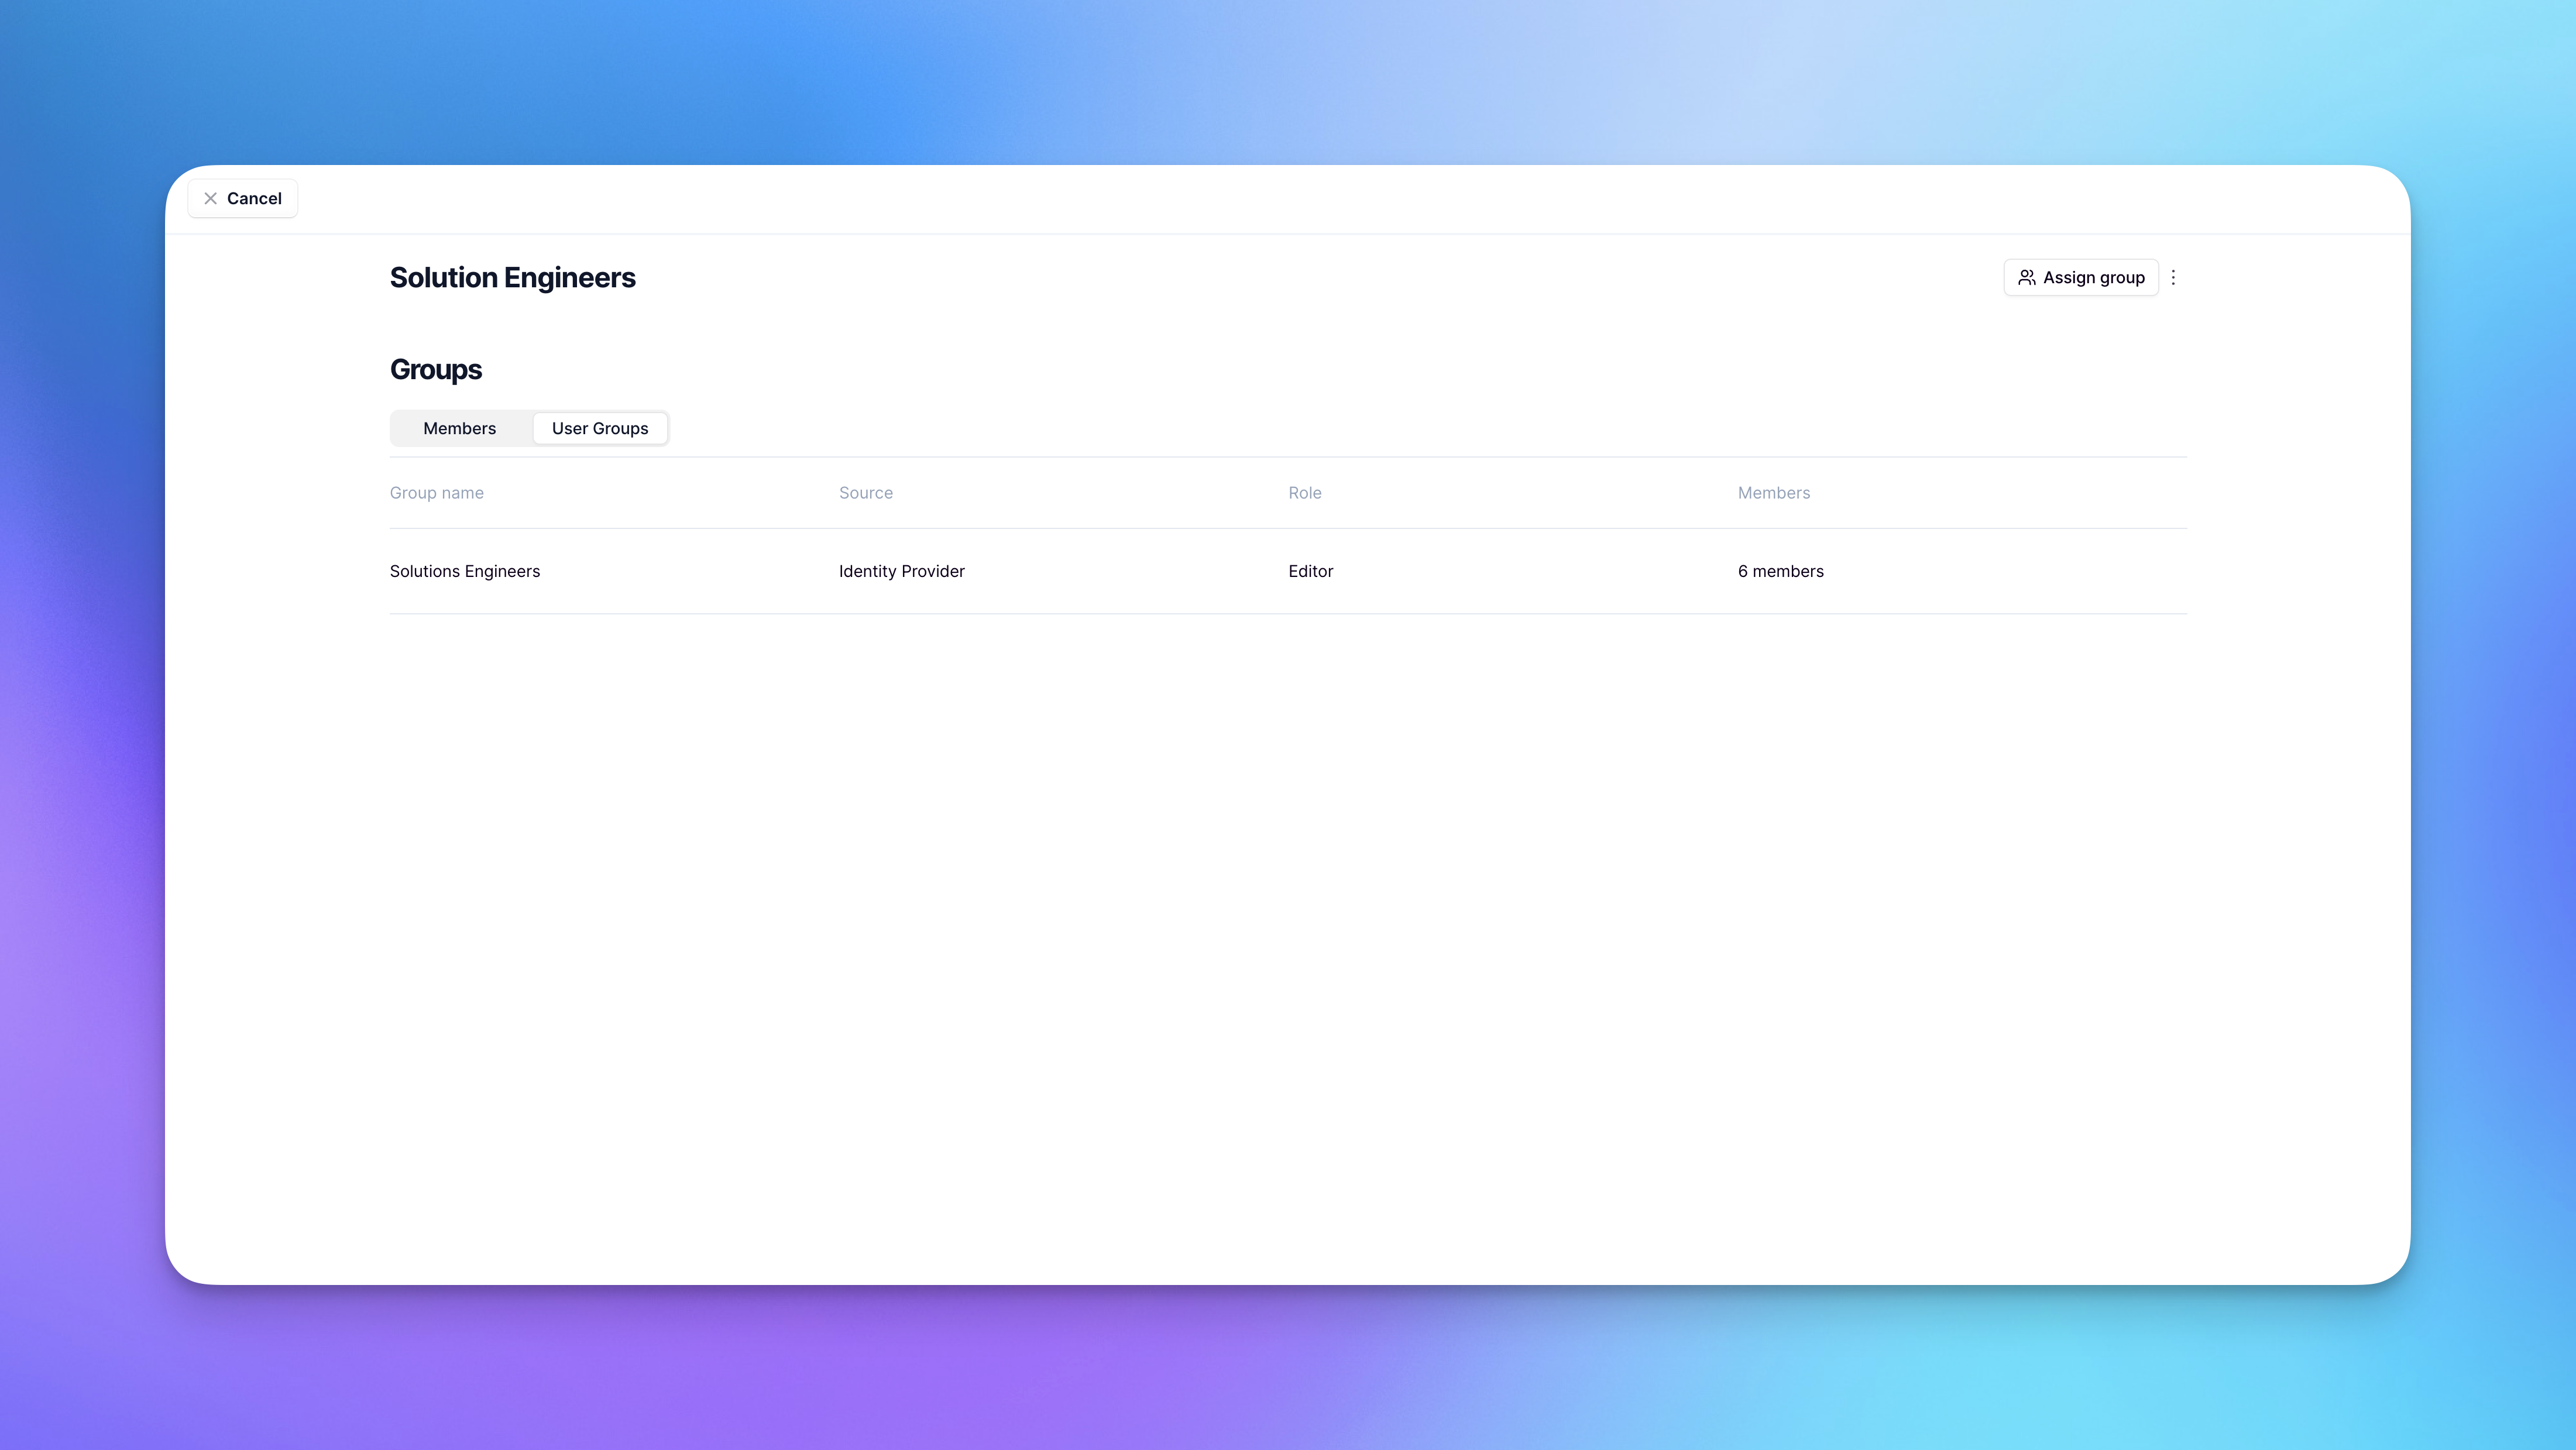 Cancel
Solution Engineers
Assign group
Groups
Members User Groups
Group name Source Role Members
Solutions Engineers Identity Provider Editor 6 members